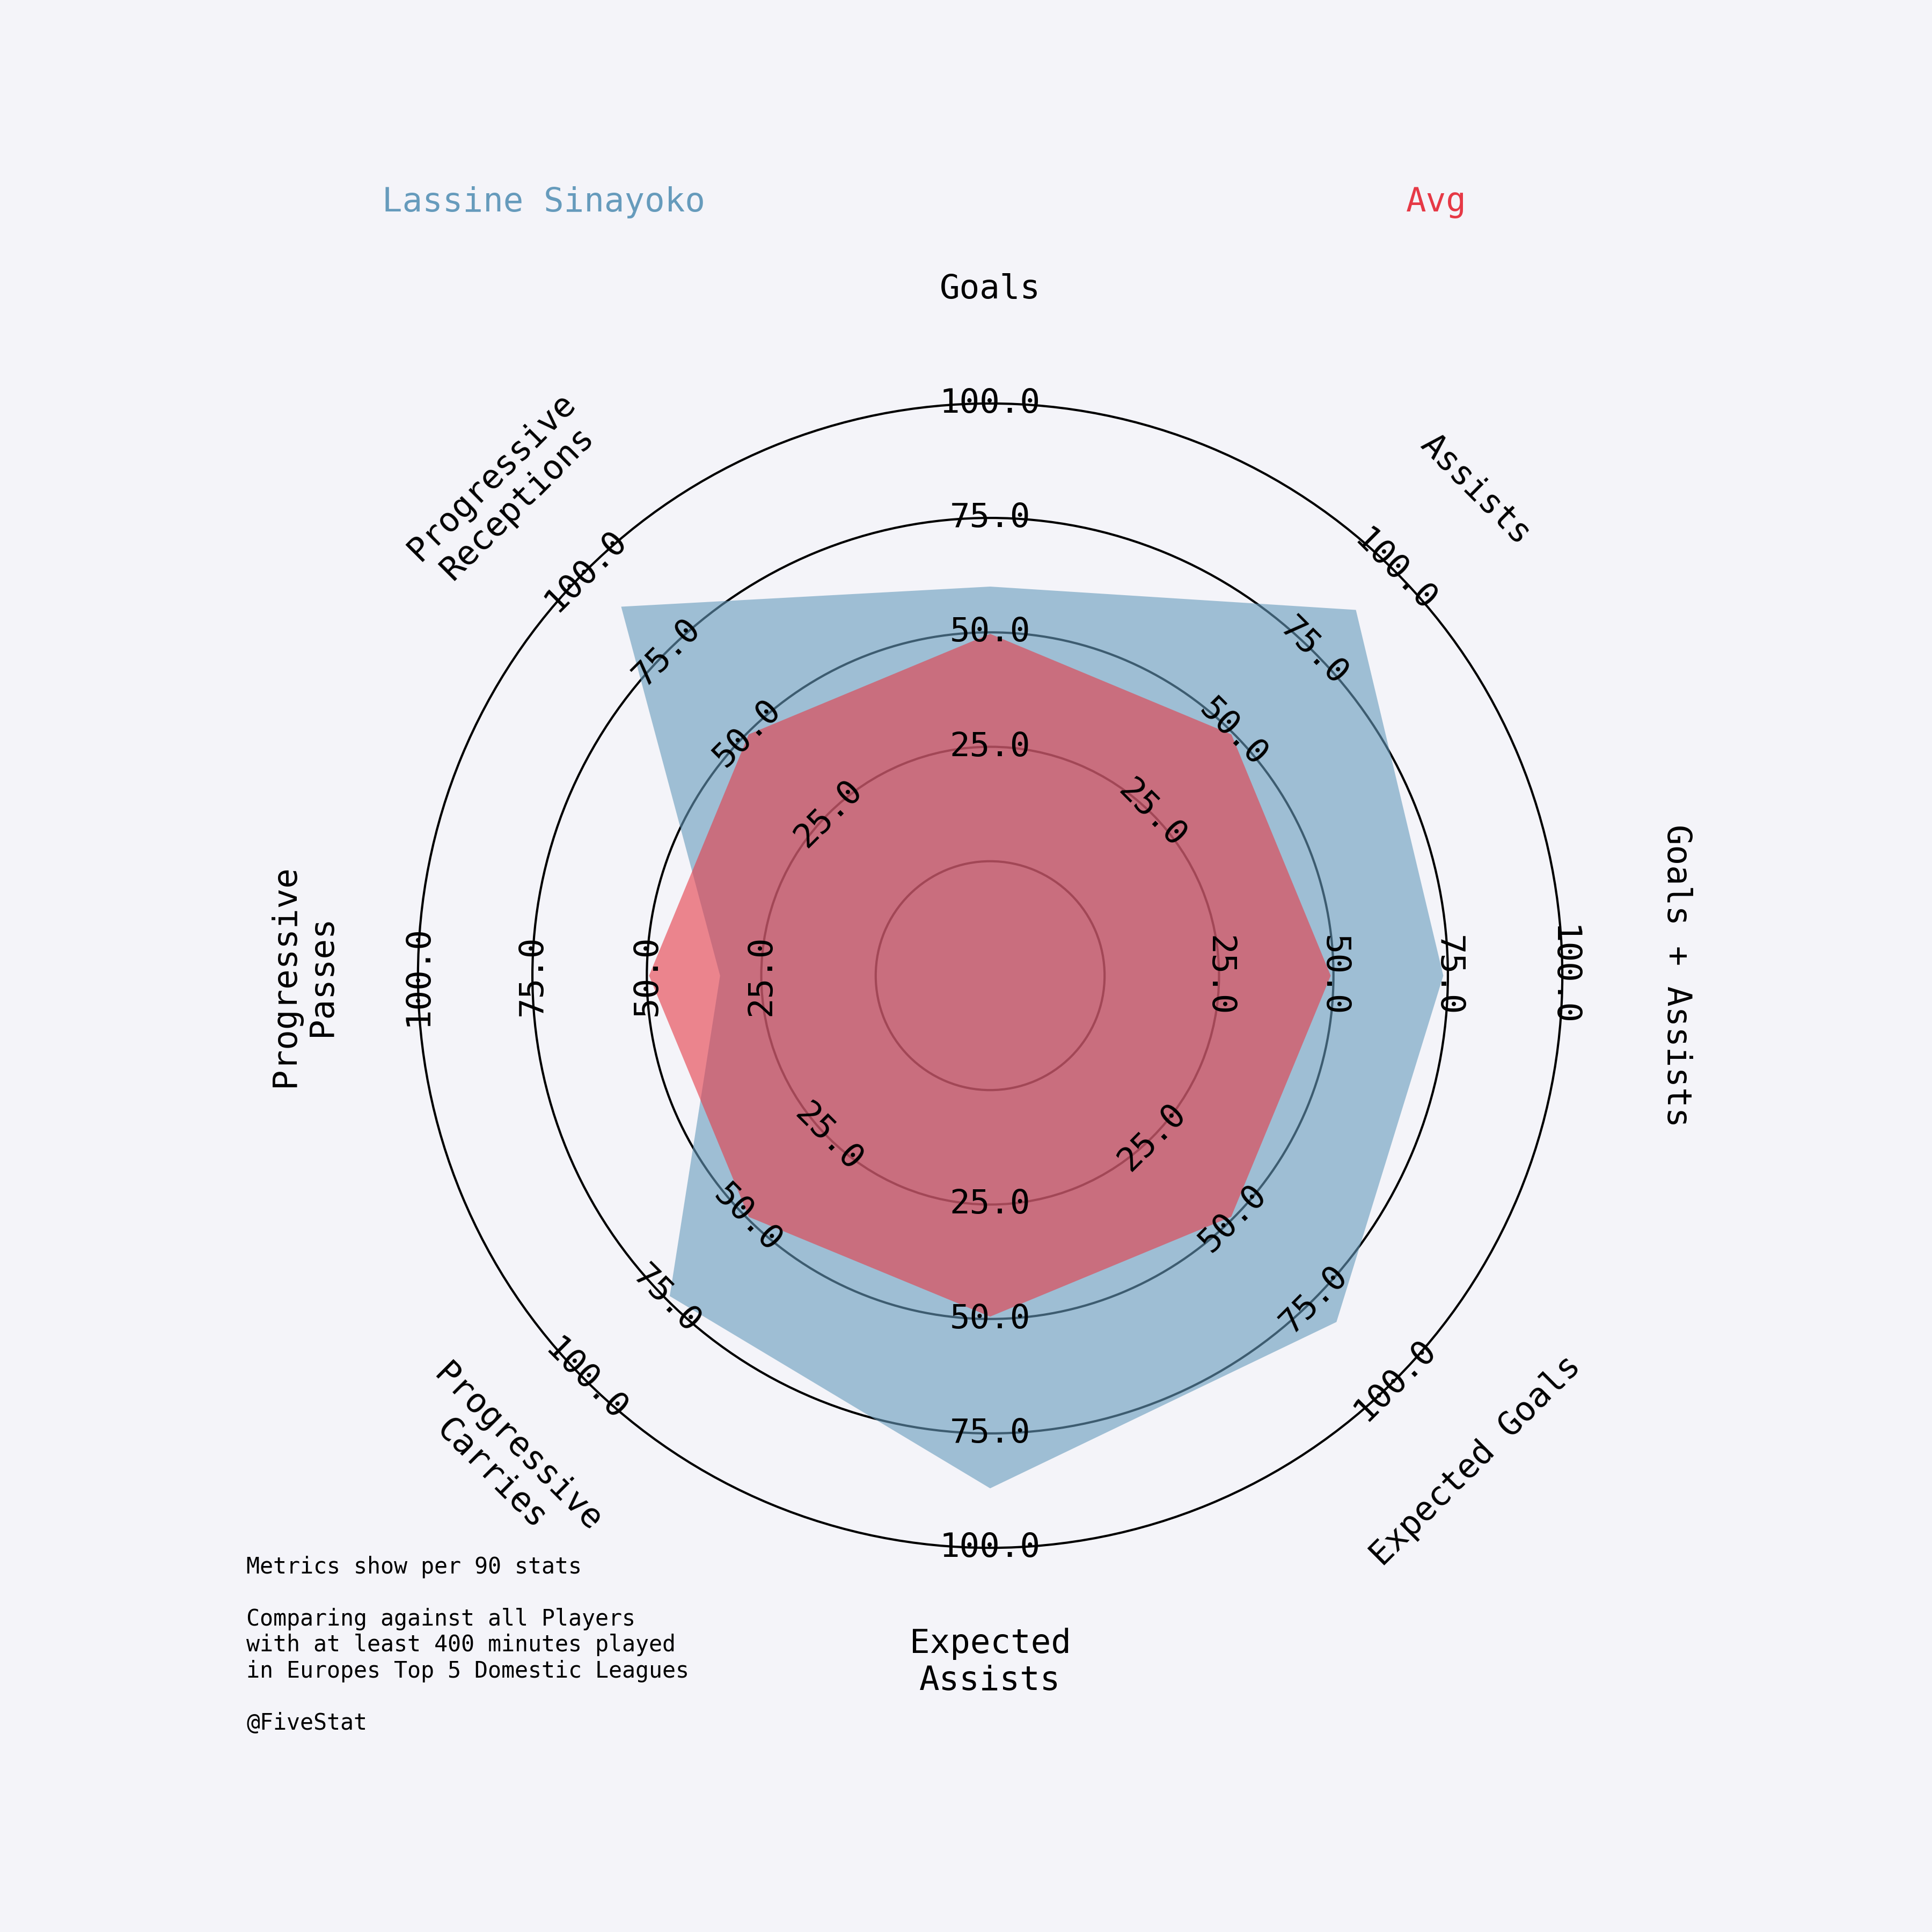 Lassine Sinayoko
Avg
Goals
Assists
Goals + Assists
Expected Goals
Expected
Assists
Progressive
Carries
Progressive
Passes
Progressive
Receptions
25.0
50.0
75.0
100.0
25.0
50.0
75.0
100.0
25.0
50.0
75.0
100.0
25.0
50.0
75.0
100.0
25.0
50.0
75.0
100.0
25.0
50.0
75.0
100.0
25.0
50.0
75.0
100.0
25.0
50.0
75.0
100.0
Metrics show per 90 stats
Comparing against all Players
with at least 400 minutes played
in Europes Top 5 Domestic Leagues
@FiveStat